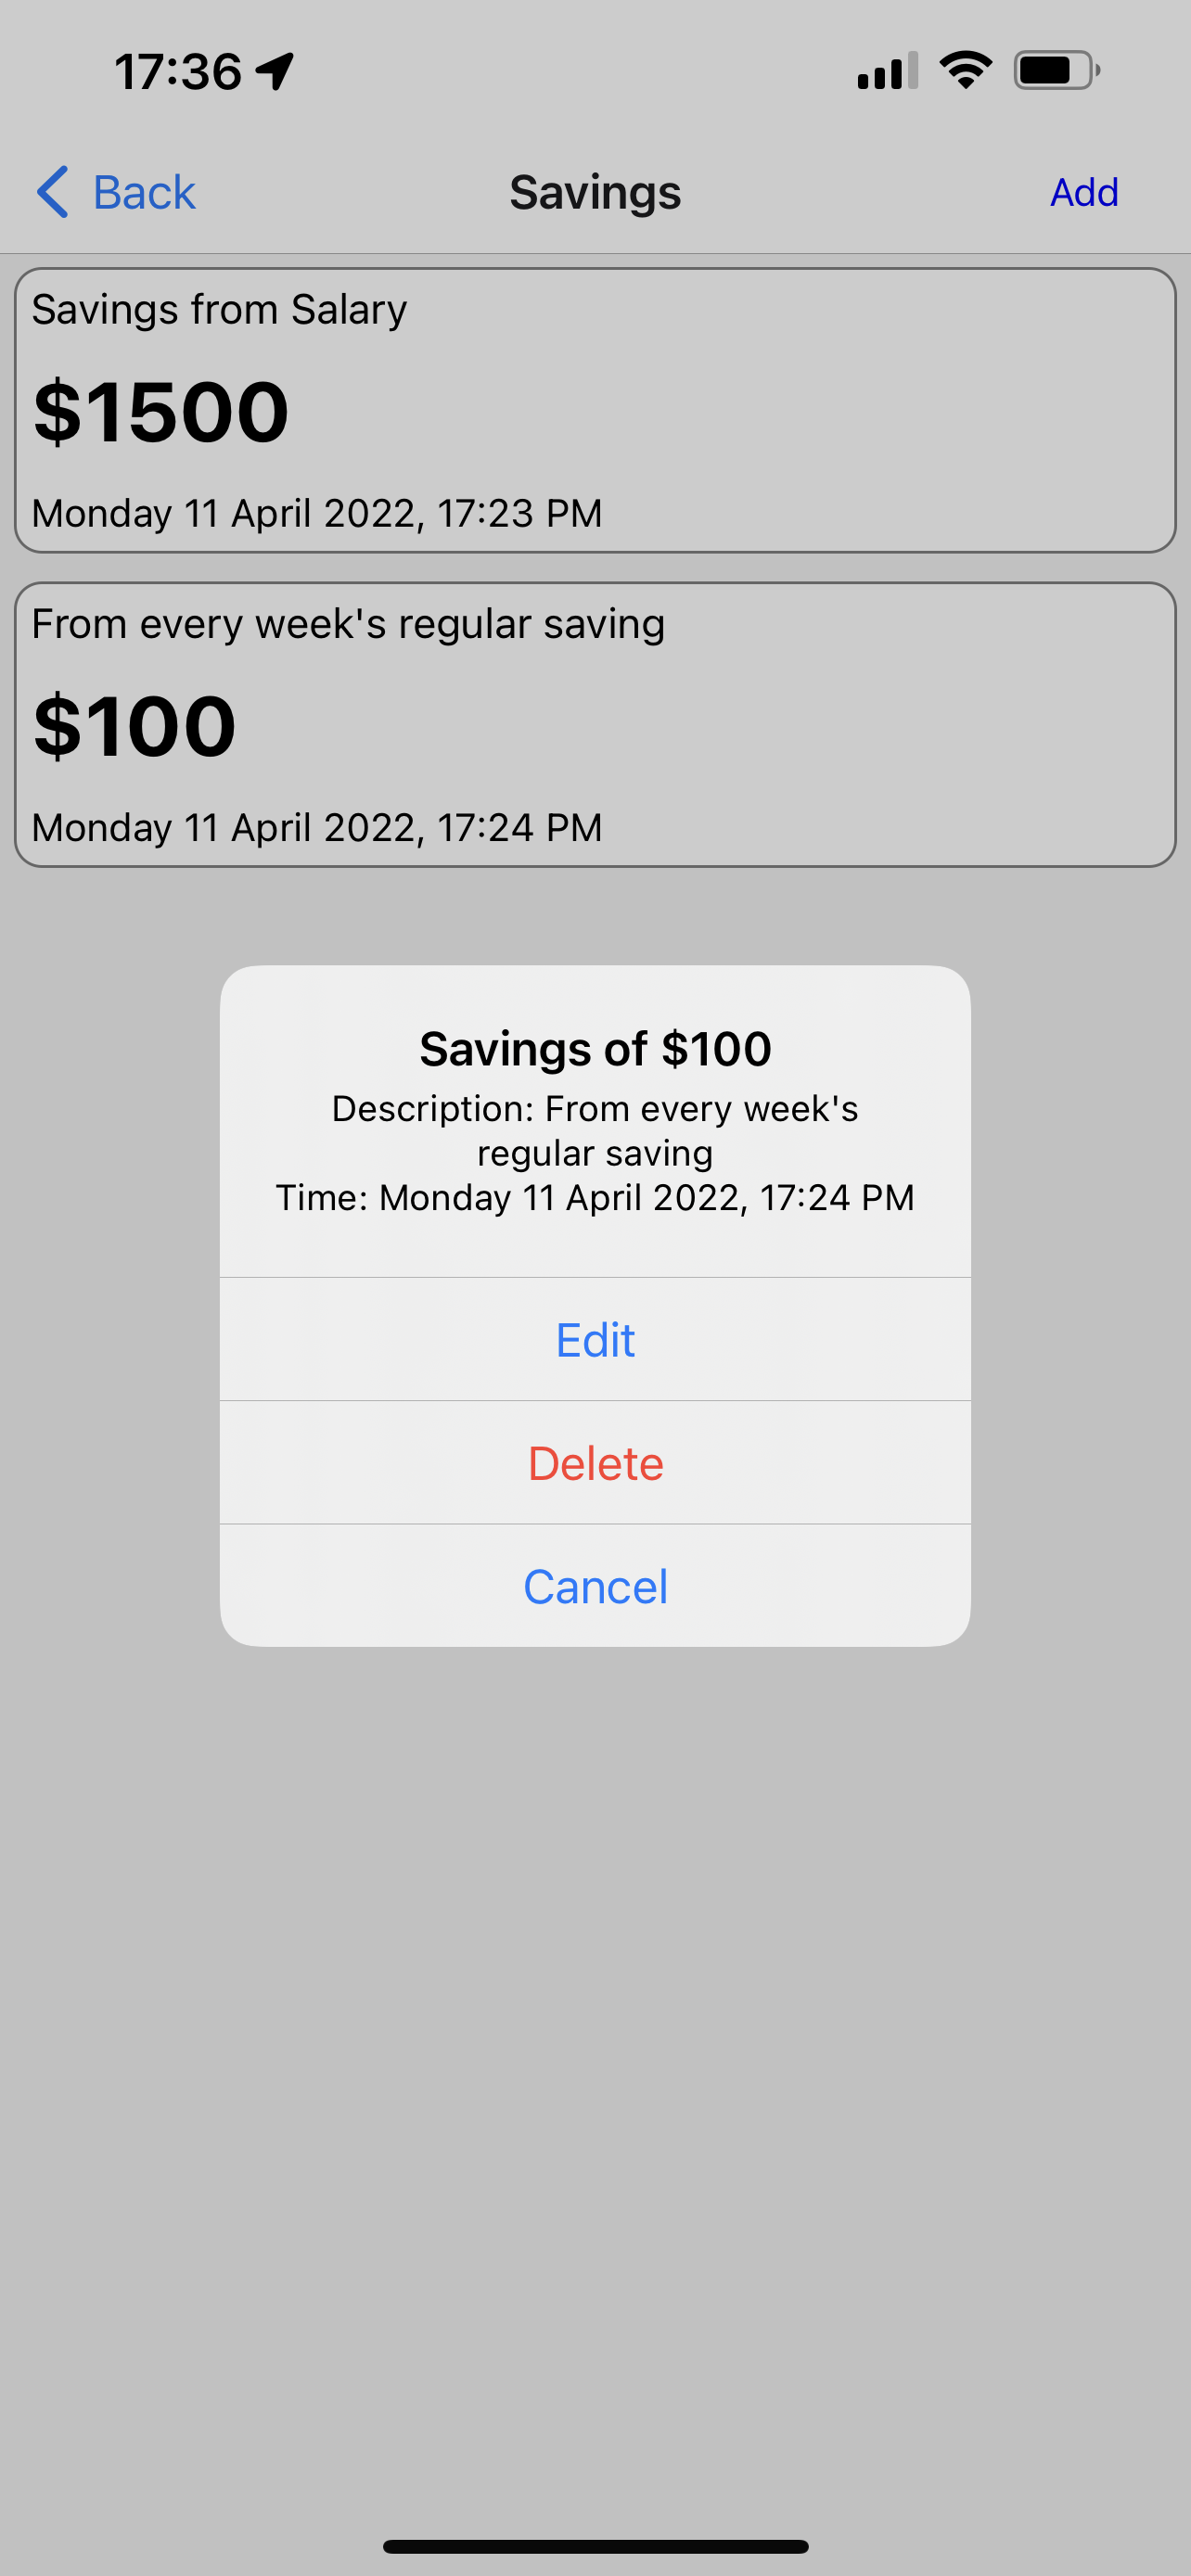 17:36
Back
Savings
Add
Savings from Salary
$1500
Monday 11 April 2022, 17:23 PM
From every week's regular saving
$100
Monday 11 April 2022, 17:24 PM
Savings of $100
Description: From every week's
regular saving
Time: Monday 11 April 2022, 17:24 PM
Edit
Delete
Cancel